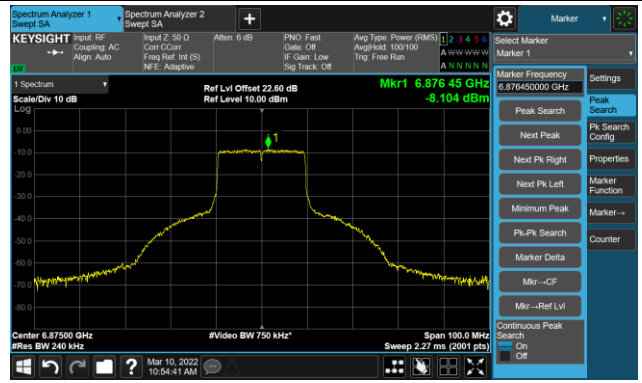 Spectrum Analyzer 1
Swept SA
Spectrum Analyzer 2
Swept SA
+
Marker
KEYSIGHT
Input: RF
Coupling: AC
Align: Auto
Input Z: 50 Ω
Corr CCorr
Freq Ref: Int (S)
NFE: Adaptive
Atten: 6 dB
PNO: Fast
Gate: Off
IF Gain: Low
Sig Track: Off
Avg Type: Power (RMS)
Avg|Hold: 100/100
Trig: Free Run
1 2 3 4 5 6
A W W W W W
A N N N N N
Select Marker
Marker 1
1 Spectrum
Scale/Div 10 dB
Log
Ref Lvl Offset 22.60 dB
Ref Level 10.00 dBm
Mkr1 6.876 45 GHz
-8.104 dBm
0.00
-10.0
-20.0
-30.0
-40.0
-50.0
-60.0
-70.0
-80.0
1
Center 6.87500 GHz
#Res BW 240 kHz
#Video BW 750 kHz*
Span 100.0 MHz
Sweep 2.27 ms (2001 pts)
Marker Frequency
6.876450000 GHz
Peak Search
Next Peak
Next Pk Right
Next Pk Left
Minimum Peak
Pk-Pk Search
Marker Delta
Mkr→CF
Mkr→Ref Lvl
Continuous Peak
Search
On
Off
Settings
Peak
Search
Pk Search
Config
Properties
Marker
Function
Marker→
Counter
?
Mar 10, 2022
10:54:41 AM